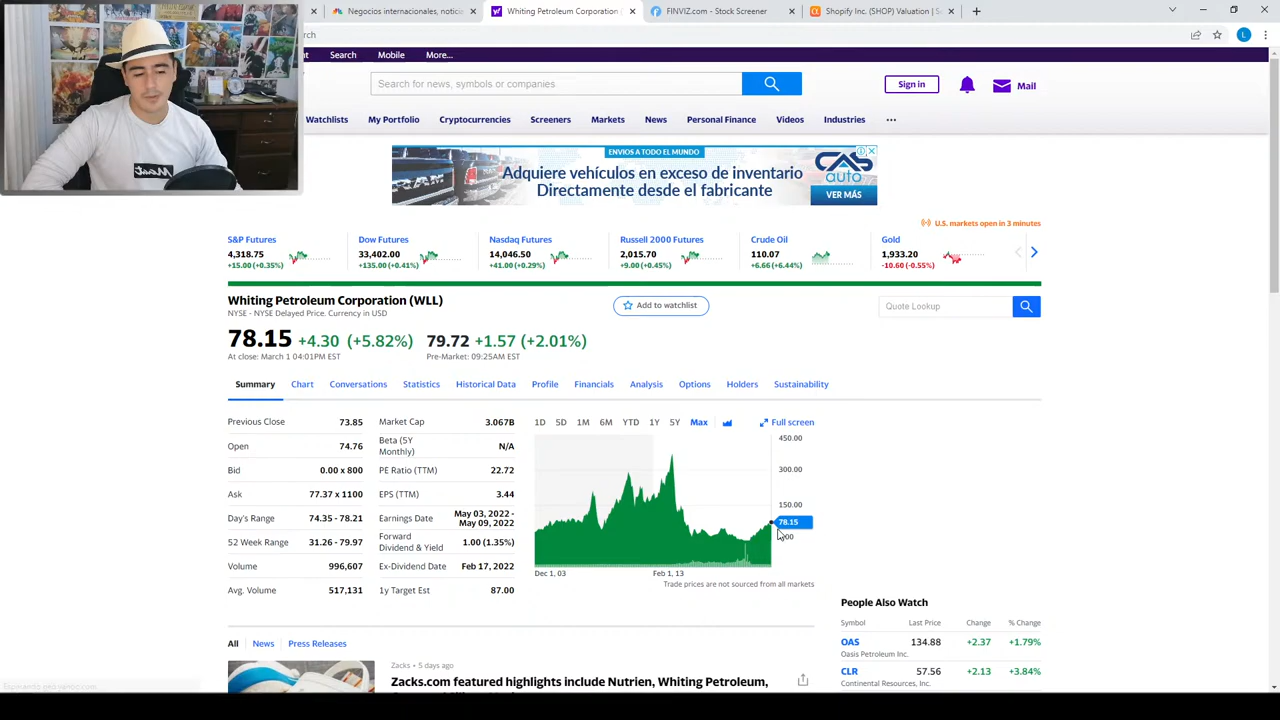 Negocios internacionales, notici
Whiting Petroleum Corporation (
FINVIZ.com - Stock Screener
Shopify Inc. (SHOP) Valuation | S
rch
L
nt
Search
Mobile
More...
Search for news, symbols or companies
Sign in
Mail
Watchlists
My Portfolio
Cryptocurrencies
Screeners
Markets
News
Personal Finance
Videos
Industries
ENVIOS A TODO EL MUNDO
Adquiere vehículos en exceso de inventario
Directamente desde el fabricante
CAS
auto
VER MÁS
U.S. markets open in 3 minutes
S&P Futures
4,318.75
+15.00 (+0.35%)
Dow Futures
33,402.00
+135.00 (+0.41%)
Nasdaq Futures
14,046.50
+41.00 (+0.29%)
Russell 2000 Futures
2,015.70
+9.00 (+0.45%)
Crude Oil
110.07
+6.66 (+6.44%)
Gold
1,933.20
-10.60 (-0.55%)
Whiting Petroleum Corporation (WLL)
NYSE - NYSE Delayed Price. Currency in USD
Add to watchlist
Quote Lookup
78.15 +4.30 (+5.82%)
At close: March 1 04:01PM EST
79.72 +1.57 (+2.01%)
Pre-Market: 09:25AM EST
Summary
Chart
Conversations
Statistics
Historical Data
Profile
Financials
Analysis
Options
Holders
Sustainability
Previous Close 73.85
Open 74.76
Bid 0.00 x 800
Ask 77.37 x 1100
Day's Range 74.35 - 78.21
52 Week Range 31.26 - 79.97
Volume 996,607
Avg. Volume 517,131
Market Cap 3.067B
Beta (5Y
Monthly) N/A
PE Ratio (TTM) 22.72
EPS (TTM) 3.44
Earnings Date May 03, 2022 -
May 09, 2022
Forward
Dividend & Yield 1.00 (1.35%)
Ex-Dividend Date Feb 17, 2022
1y Target Est 87.00
1D 5D 1M 6M YTD 1Y 5Y Max
Full screen
450.00
300.00
150.00
78.15
Dec 1, 03
Feb 1, 13
Trade prices are not sourced from all markets
People Also Watch
Symbol Last Price Change % Change
OAS 134.88 +2.37 +1.79%
Oasis Petroleum Inc.
CLR 57.56 +2.13 +3.84%
Continental Resources, Inc.
All
News
Press Releases
Zacks • 5 days ago
Zacks.com featured highlights include Nutrien, Whiting Petroleum,